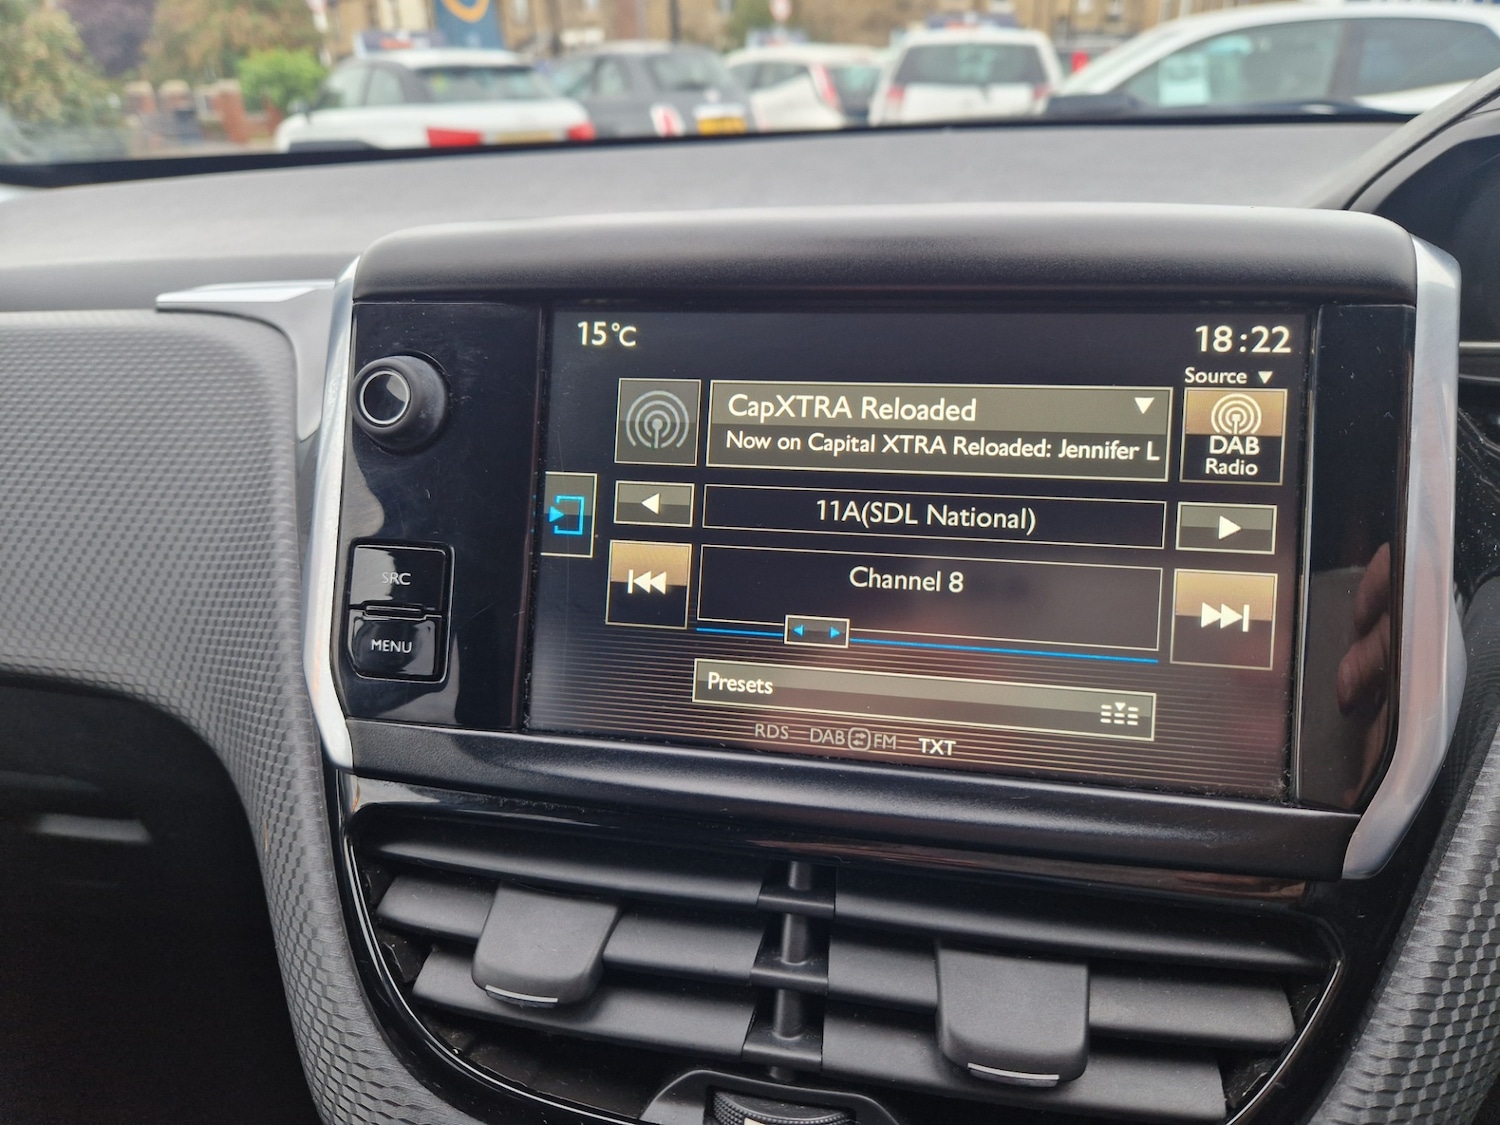 15°C
18:22
Source
CapXTRA Reloaded
Now on Capital XTRA Reloaded: Jennifer L
DAB
Radio
11A(SDL National)
SRC
Channel 8
MENU
Presets
RDS DAB FM TXT